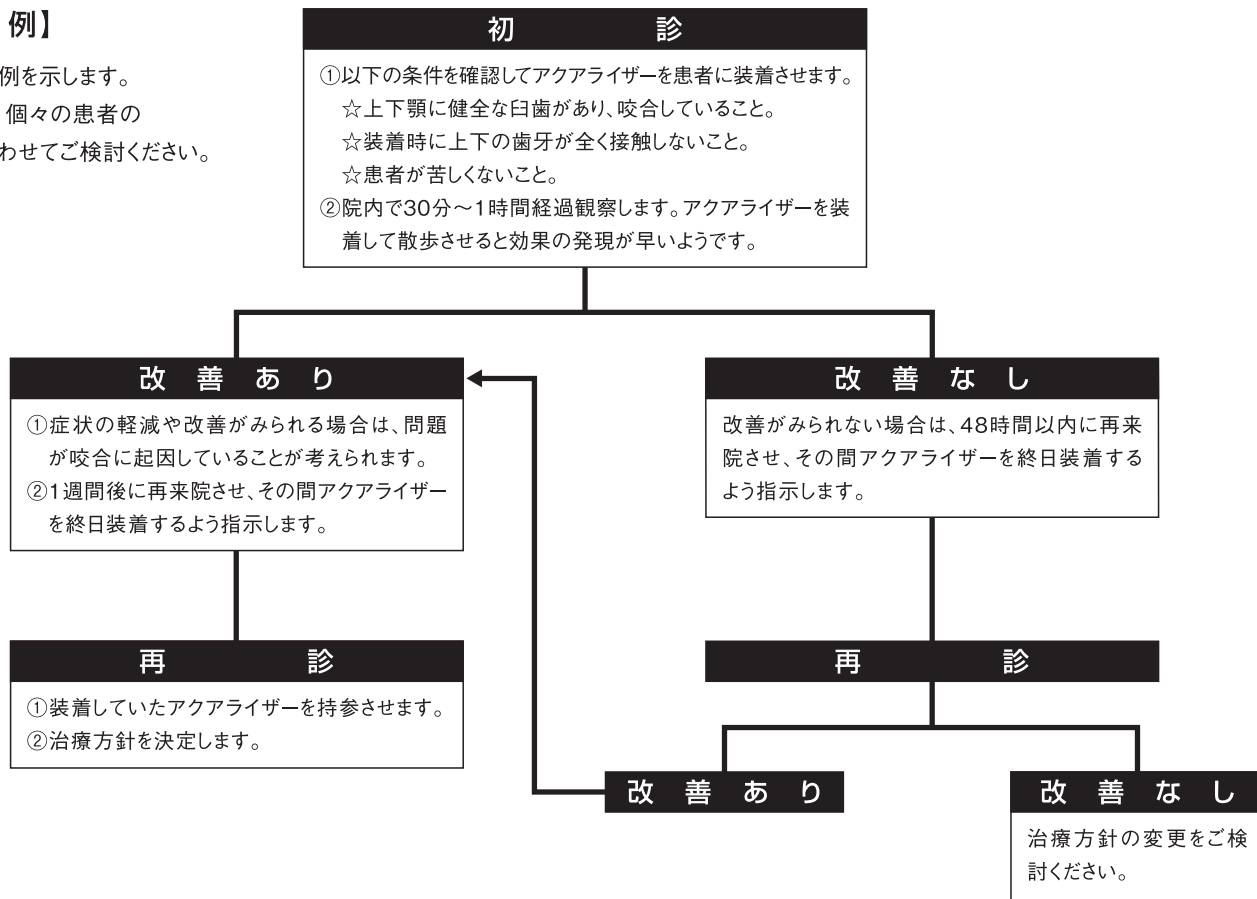 例】
例を示します。
個々の患者の
わせてご検討ください。
初診
①以下の条件を確認してアクアライザーを患者に装着させます。
☆上下顎に健全な臼歯があり、咬合していること。
☆装着時に上下の歯牙が全く接触しないこと。
☆患者が苦しくないこと。
②院内で30分～1時間経過観察します。アクアライザーを装
着して散歩させると効果の発現が早いようです。
改善あり
①症状の軽減や改善がみられる場合は、問題
が咬合に起因していることが考えられます。
②1週間後に再来院させ、その間アクアライザー
を終日装着するよう指示します。
改善なし
改善がみられない場合は、48時間以内に再来
院させ、その間アクアライザーを終日装着する
よう指示します。
再診
①装着していたアクアライザーを持参させます。
②治療方針を決定します。
再診
改善あり
改善なし
治療方針の変更をご検
討ください。